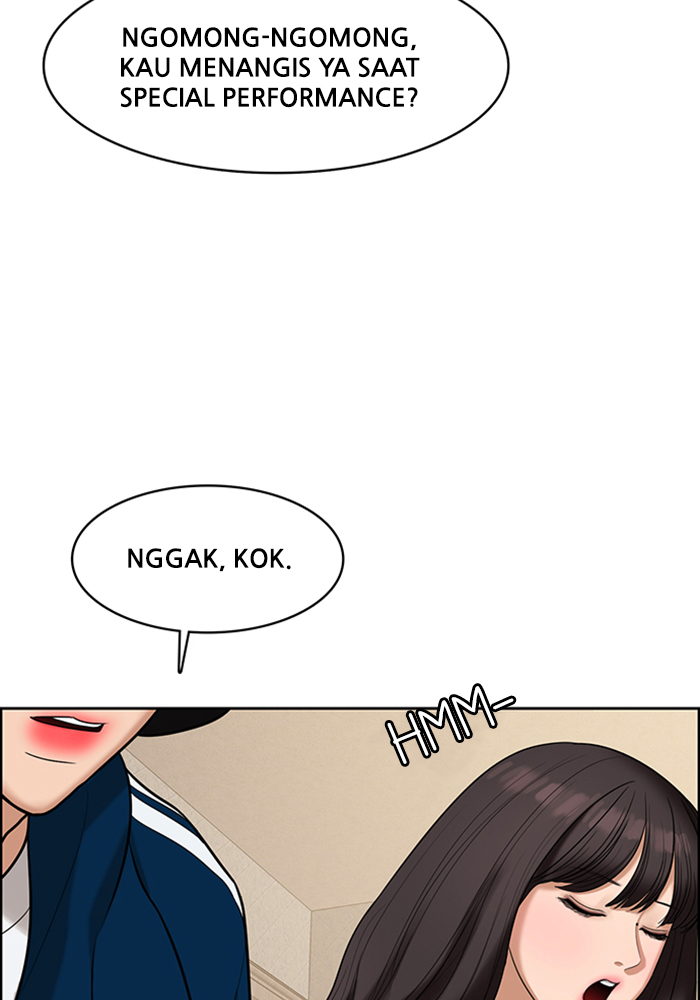 NGOMONG-NGOMONG,
KAU MENANGIS YA SAAT
SPECIAL PERFORMANCE?
NGGAK, KOK.
HMM-